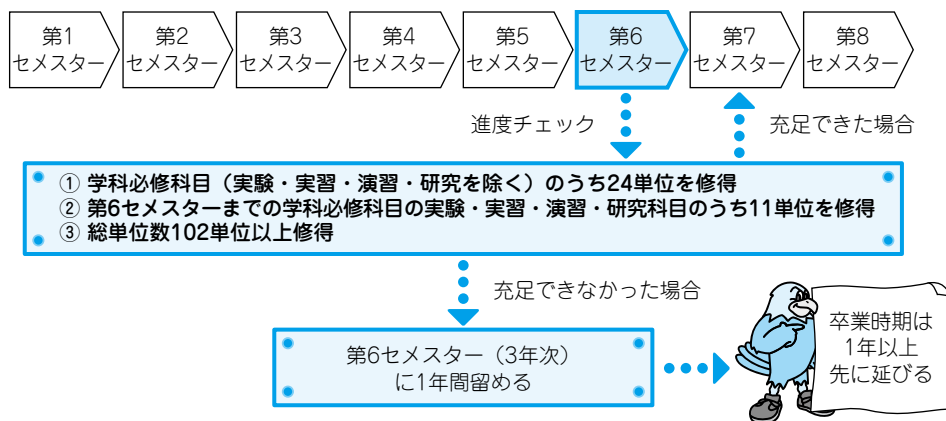 第1
セメスター
第2
セメスター
第3
セメスター
第4
セメスター
第5
セメスター
第6
セメスター
第7
セメスター
第8
セメスター
進度チェック
充足できた場合
① 学科必修科目（実験・実習・演習・研究を除く）のうち24単位を修得
② 第6セメスターまでの学科必修科目の実験・実習・演習・研究科目のうち11単位を修得
③ 総単位数102単位以上修得
充足できなかった場合
第6セメスター（3年次）
に1年間留める
卒業時期は
1年以上
先に延びる